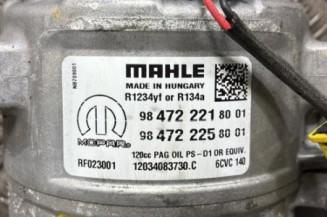 MAHLE
MADE IN HUNGARY
R1234yf or R134a
98 472 221 80 01
98 472 225 80 01
MOPAR
120cc PAG OIL PS-D1 OR EQUIV.
RF023001 12034083730.C 6CVC 140